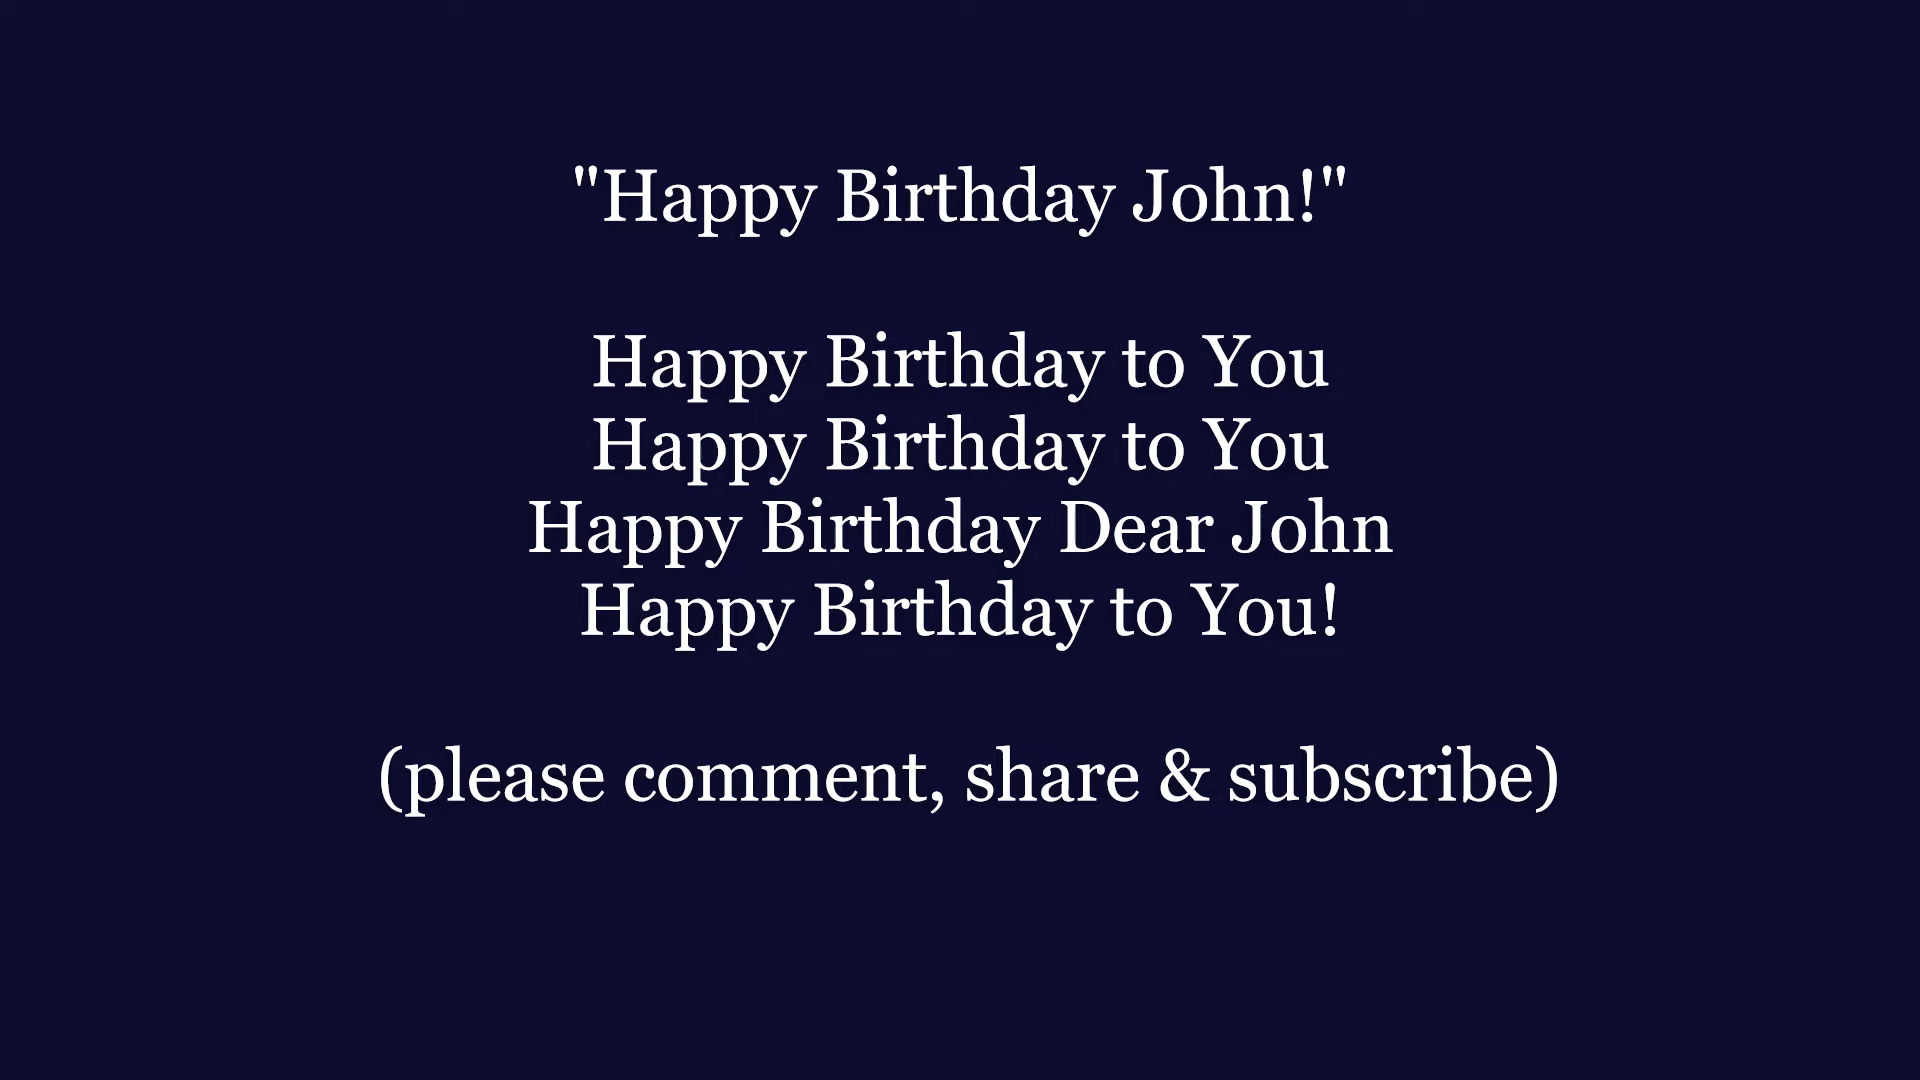 "Happy Birthday John!"
Happy Birthday to You
Happy Birthday to You
Happy Birthday Dear John
Happy Birthday to You!
(please comment, share & subscribe)